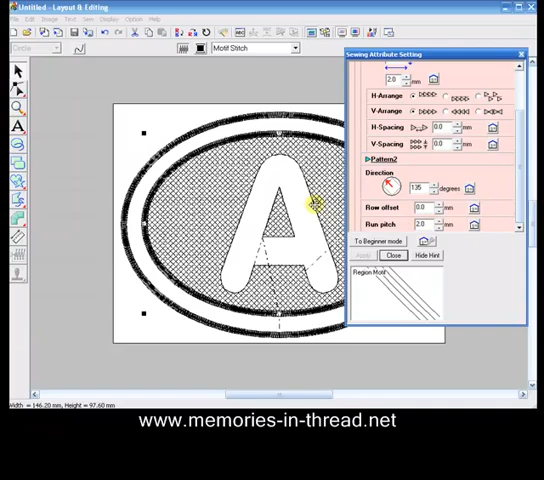 Untitled - Layout & Editing
File Edit Image Text Sew Display Option Help
Circle
Motif Stitch
Sewing Attribute Setting
2.0 mm
H-Arrange
V-Arrange
H-Spacing 0.0 mm
V-Spacing 0.0 mm
Pattern2
Direction
135 degrees
Row offset 0.0 mm
Run pitch 2.0 mm
To Beginner mode
Apply Close Hide Hint
Region Motif
A
Width = 146.20 mm, Height = 97.60 mm
www.memories-in-thread.net